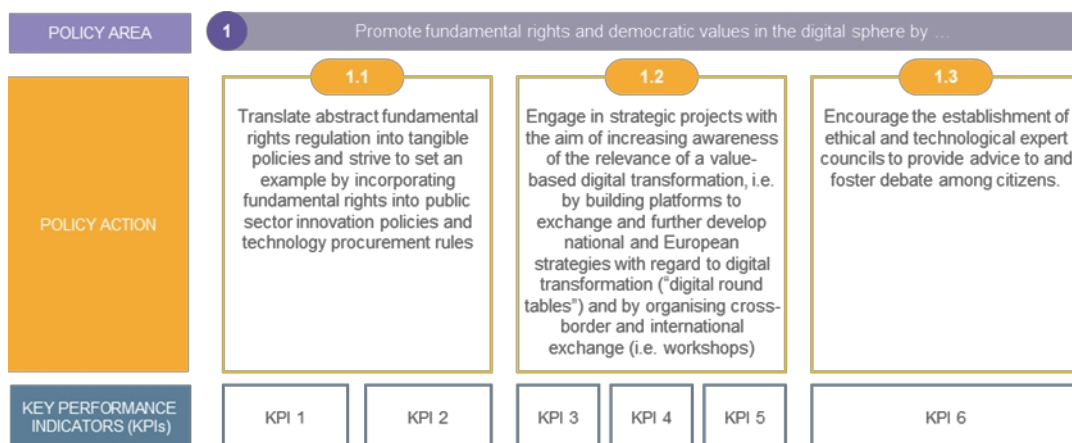 POLICY AREA
1
Promote fundamental rights and democratic values in the digital sphere by …
POLICY ACTION
1.1
Translate abstract fundamental
rights regulation into tangible
policies and strive to set an
example by incorporating
fundamental rights into public
sector innovation policies and
technology procurement rules
1.2
Engage in strategic projects with
the aim of increasing awareness
of the relevance of a value-
based digital transformation, i.e.
by building platforms to
exchange and further develop
national and European
strategies with regard to digital
transformation (“digital round
tables”) and by organising cross-
border and international
exchange (i.e. workshops)
1.3
Encourage the establishment of
ethical and technological expert
councils to provide advice to and
foster debate among citizens.
KEY PERFORMANCE
INDICATORS (KPIs)
KPI 1
KPI 2
KPI 3
KPI 4
KPI 5
KPI 6